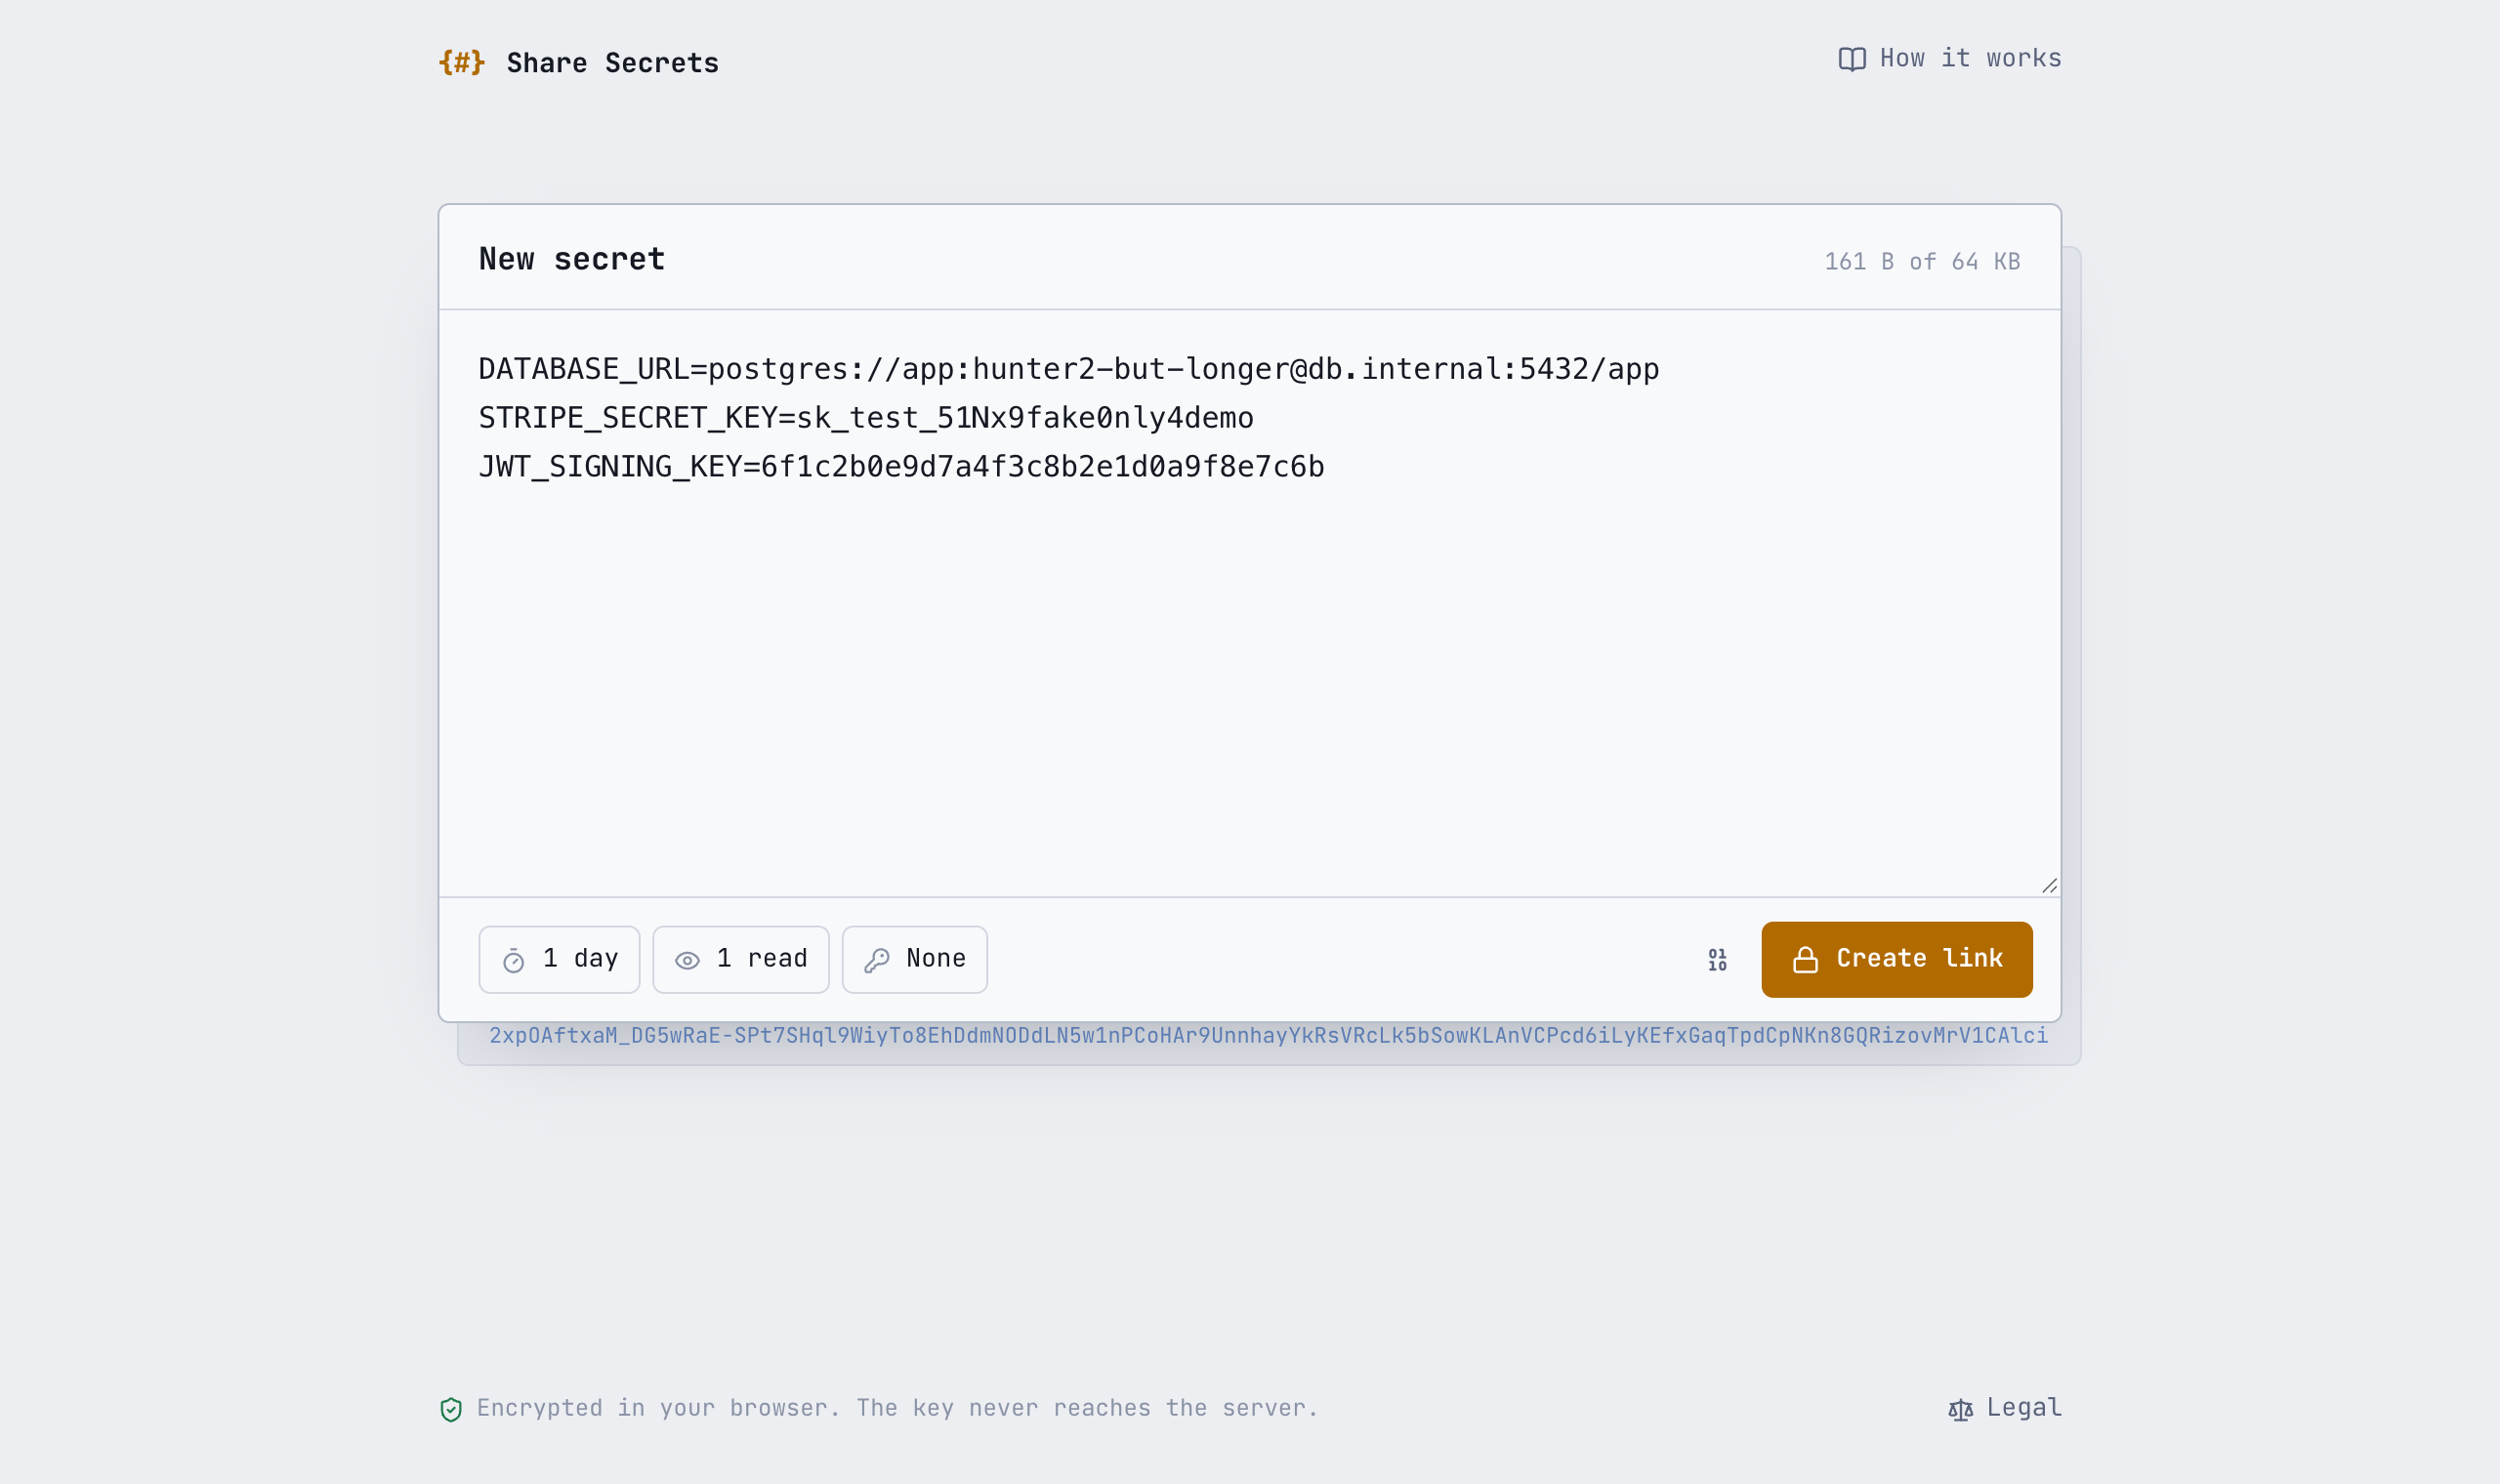 {#} Share Secrets
How it works
New secret
161 B of 64 KB
DATABASE_URL=postgres://app:hunter2-but-longer@db.internal:5432/app
STRIPE_SECRET_KEY=sk_test_51Nx9fake0nly4demo
JWT_SIGNING_KEY=6f1c2b0e9d7a4f3c8b2e1d0a9f8e7c6b
1 day
1 read
None
01
10
Create link
2xpOAftxaM_DG5wRaE-SPt7SHql9WiyTo8EhDdmNODdLN5w1nPCoHAr9UnnhayYkRsVRcLk5bSowKLAnVCPcd6iLyKEfxGaqTpdCpNKn8GQRizovMrV1CAlci
Encrypted in your browser. The key never reaches the server.
Legal